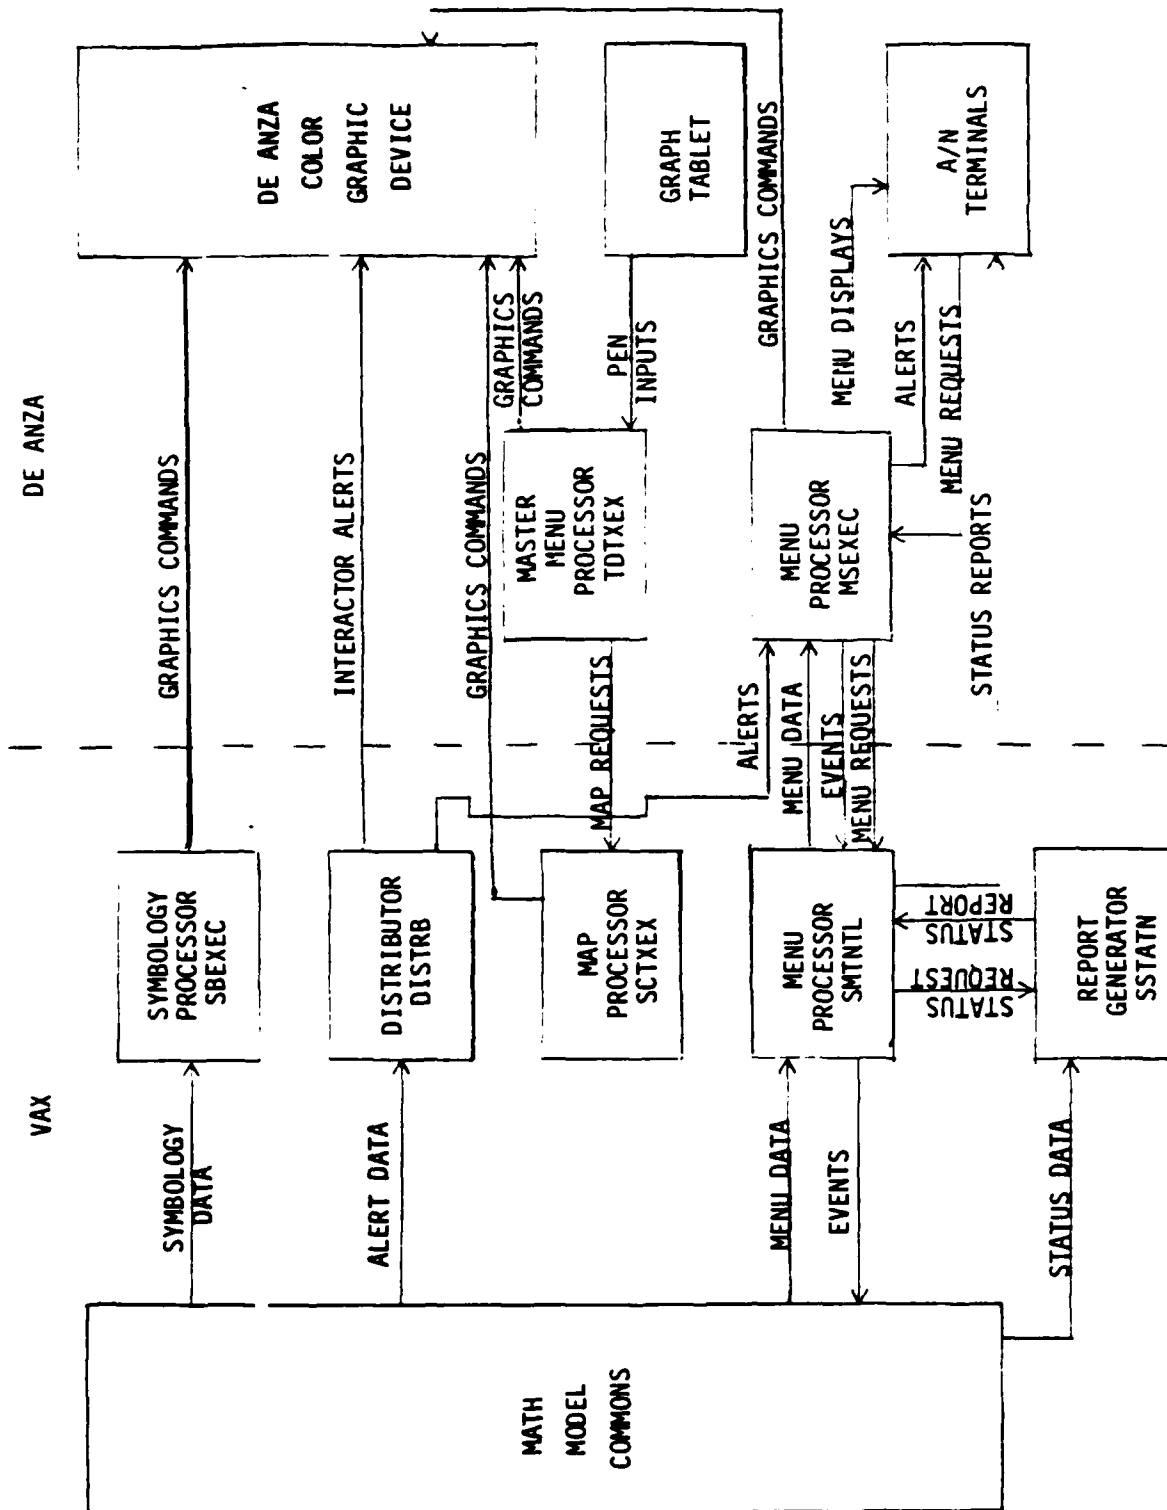 VAX
DE ANZA
MATH
MODEL
COMMONS
SYMBOLOGY
DATA
ALERT DATA
MENU DATA
EVENTS
STATUS DATA
SYMBOLOGY
PROCESSOR
SBEXEC
DISTRIBUTOR
DISTRB
MAP
PROCESSOR
SCTXEX
MENU
PROCESSOR
SMTNTL
STATUS
REQUEST
STATUS
REPORT
REPORT
GENERATOR
SSTATN
GRAPHICS COMMANDS
INTERACTOR ALERTS
GRAPHICS COMMANDS
MAP REQUESTS
ALERTS
MENU DATA
EVENTS
MENU REQUESTS
STATUS REPORTS
MASTER
MENU
PROCESSOR
TDTXEX
MENU
PROCESSOR
MSEXEC
GRAPHICS
COMMANDS
PEN
INPUTS
GRAPHICS COMMANDS
MENU DISPLAYS
ALERTS
MENU REQUESTS
DE ANZA
COLOR
GRAPHIC
DEVICE
GRAPH
TABLET
A/N
TERMINALS